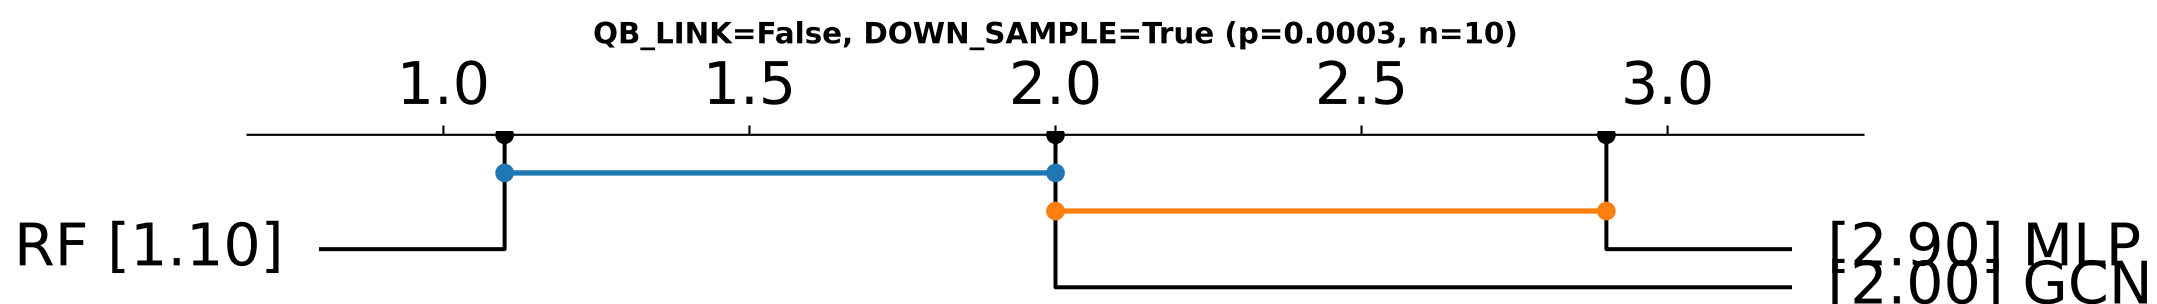 QB_LINK=False, DOWN_SAMPLE=True (p=0.0003, n=10)
1.0 1.5 2.0 2.5 3.0
RF [1.10]
[2.90] MLP
[2.00] GCN